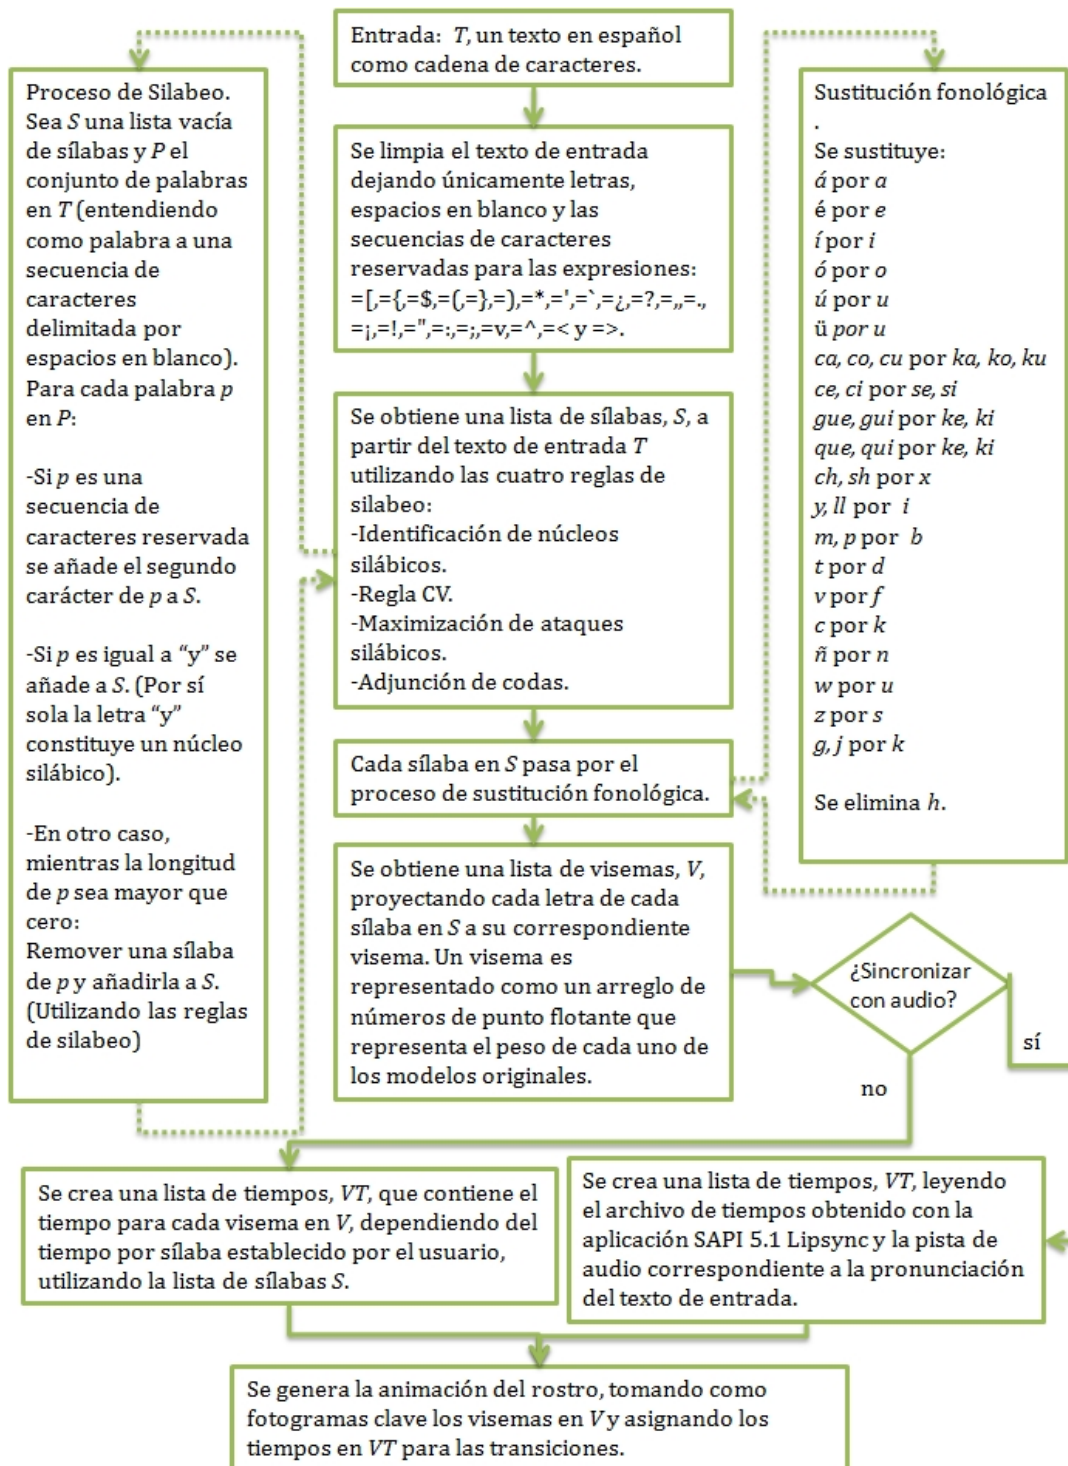 Entrada: T, un texto en español
como cadena de caracteres.
Se limpia el texto de entrada
dejando únicamente letras,
espacios en blanco y las
secuencias de caracteres
reservadas para las expresiones:
=[,={,=$,=(,=},=),=*,=',=`,=¿,=?,=,,=.,
=¡,=!,=",=:,=;,=v,=^,=< y =>.
Se obtiene una lista de sílabas, S, a
partir del texto de entrada T
utilizando las cuatro reglas de
silabeo:
-Identificación de núcleos
silábicos.
-Regla CV.
-Maximización de ataques
silábicos.
-Adjunción de codas.
Proceso de Silabeo.
Sea S una lista vacía
de sílabas y P el
conjunto de palabras
en T (entendiendo
como palabra a una
secuencia de
caracteres
delimitada por
espacios en blanco).
Para cada palabra p
en P:
-Si p es una
secuencia de
caracteres reservada
se añade el segundo
carácter de p a S.
-Si p es igual a “y” se
añade a S. (Por sí
sola la letra “y”
constituye un núcleo
silábico).
-En otro caso,
mientras la longitud
de p sea mayor que
cero:
Remover una sílaba
de p y añadirla a S.
(Utilizando las reglas
de silabeo)
Cada sílaba en S pasa por el
proceso de sustitución fonológica.
Sustitución fonológica
.
Se sustituye:
á por a
é por e
í por i
ó por o
ú por u
ü por u
ca, co, cu por ka, ko, ku
ce, ci por se, si
gue, gui por ke, ki
que, qui por ke, ki
ch, sh por x
y, ll por i
m, p por b
t por d
v por f
c por k
ñ por n
w por u
z por s
g, j por k
Se elimina h.
Se obtiene una lista de visemas, V,
proyectando cada letra de cada
sílaba en S a su correspondiente
visema. Un visema es
representado como un arreglo de
números de punto flotante que
representa el peso de cada uno de
los modelos originales.
¿Sincronizar
con audio?
sí
no
Se crea una lista de tiempos, VT, que contiene el
tiempo para cada visema en V, dependiendo del
tiempo por sílaba establecido por el usuario,
utilizando la lista de sílabas S.
Se crea una lista de tiempos, VT, leyendo
el archivo de tiempos obtenido con la
aplicación SAPI 5.1 Lipsync y la pista de
audio correspondiente a la pronunciación
del texto de entrada.
Se genera la animación del rostro, tomando como
fotogramas clave los visemas en V y asignando los
tiempos en VT para las transiciones.